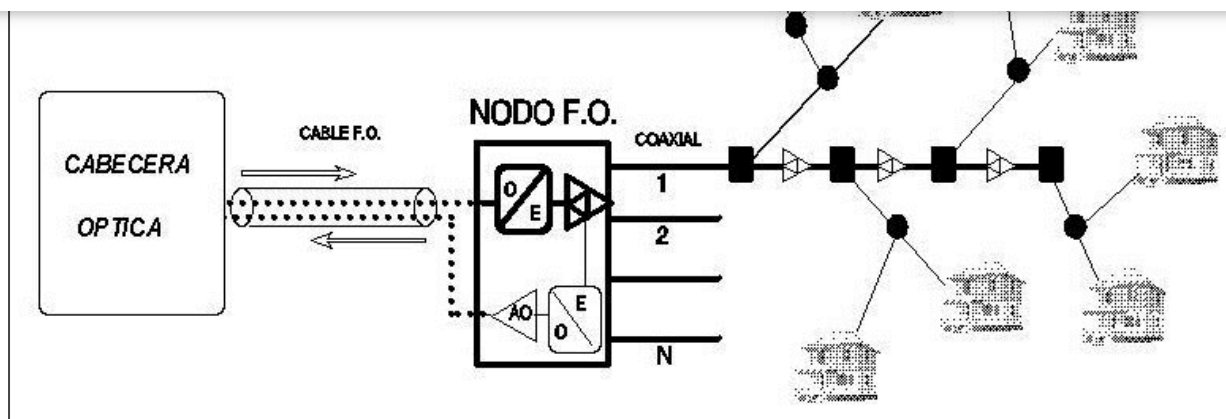 CABECERA
OPTICA
CABLE F.O.
NODO F.O.
O
E
AO
E
O
COAXIAL
1
2
N